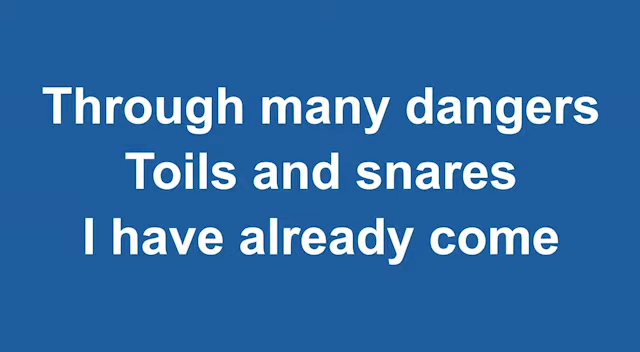 Through many dangers
Toils and snares
I have already come